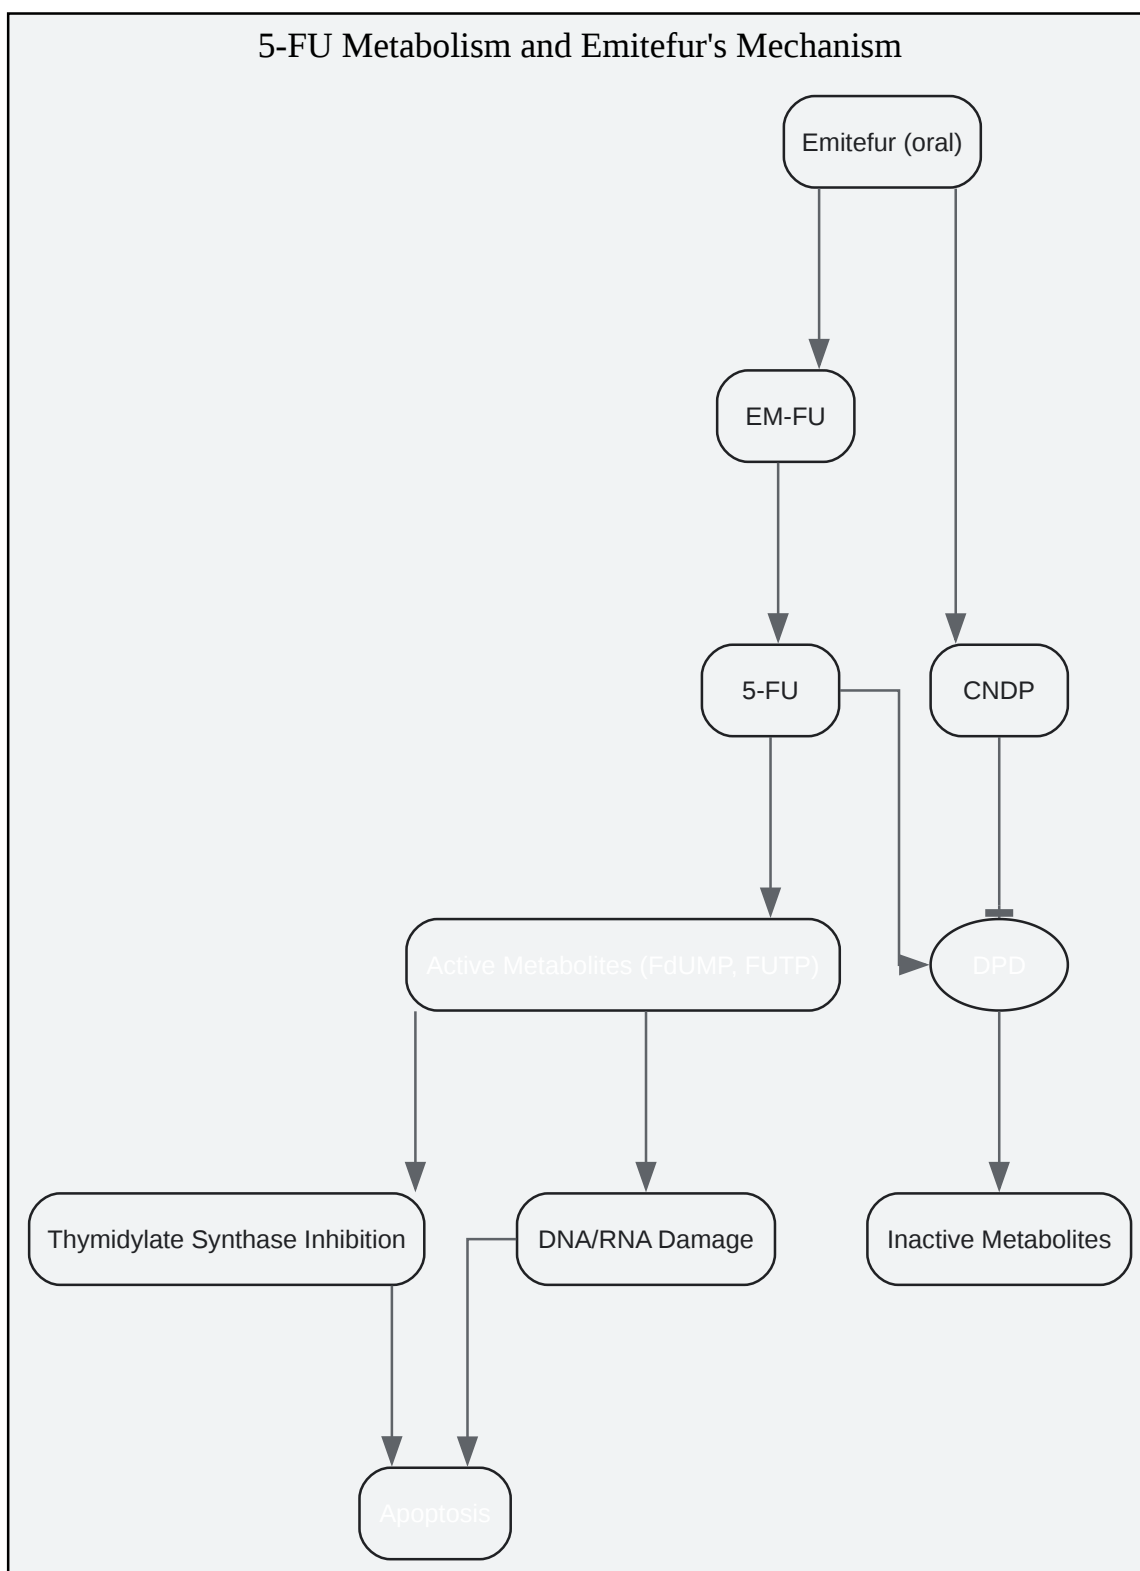 5-FU Metabolism and Emitefur's Mechanism
Emitefur (oral)
EM-FU
5-FU
CNDP
Active Metabolites (FdUMP, FUTP)
DPD
Thymidylate Synthase Inhibition
DNA/RNA Damage
Inactive Metabolites
Apoptosis